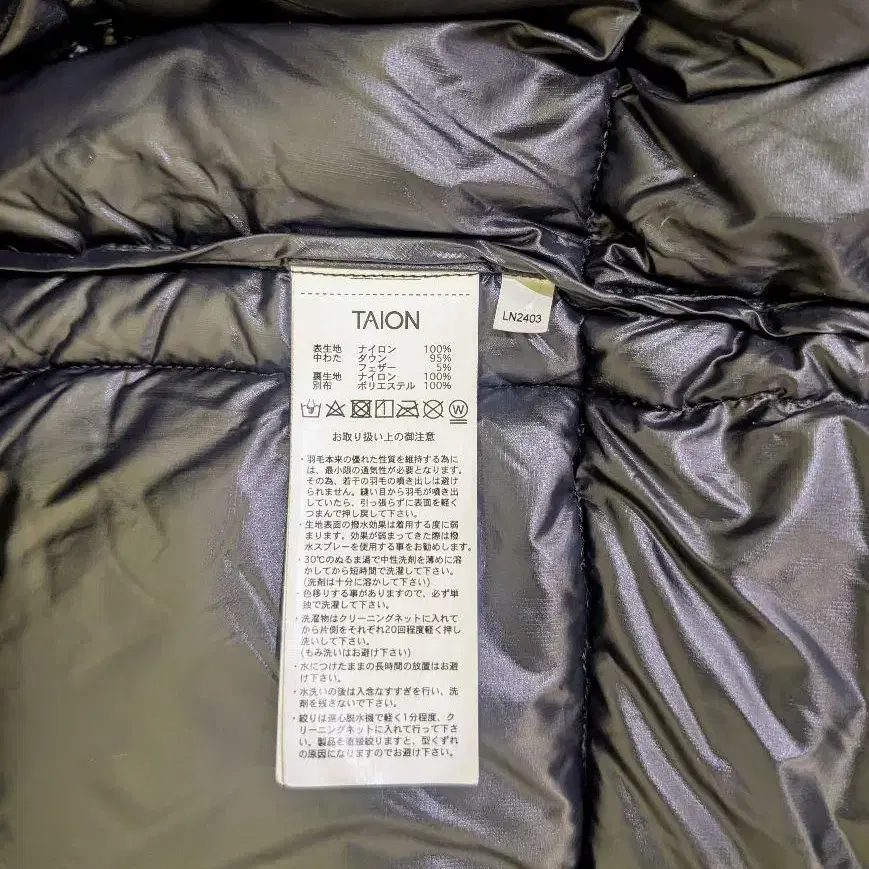 TAION
LN2403
表生地 ナイロン 100%
中わた ダウン 95%
フェザー 5%
裏生地 ナイロン 100%
別布 ポリエステル 100%
W
お取り扱い上の御注意
・羽毛本来の優れた性質を維持する為に
は、最小限の通気性が必要となります。
その為、若干の羽毛の噴き出しは避け
られません。縫い目から羽毛が噴き出
していたら、引っ張らずに表面を軽く
つまんで押し戻して下さい。
・生地表面の撥水効果は着用する度に弱
まります。効果が弱まってきた際は撥
水スプレーを使用する事をお勧めします。
・30℃のぬるま湯で中性洗剤を薄めに溶
かしてから短時間で洗濯して下さい。
(洗剤は十分に溶かして下さい)
・色移りする事がありますので、必ず単
独で洗濯して下さい。
・洗濯物はクリーニングネットに入れて
から片側をそれぞれ20回程度軽く押し
洗いして下さい。
(もみ洗いはお避け下さい)
・水につけたままの長時間の放置はお避
け下さい。
・水洗いの後は入念なすすぎを行い、洗
剤を残さないで下さい。
・絞りは遠心脱水機で軽く1分程度、ク
リーニングネットに入れて行って下さ
い。製品を直接絞りますと、型くずれ
の原因になりますのでお避け下さい。